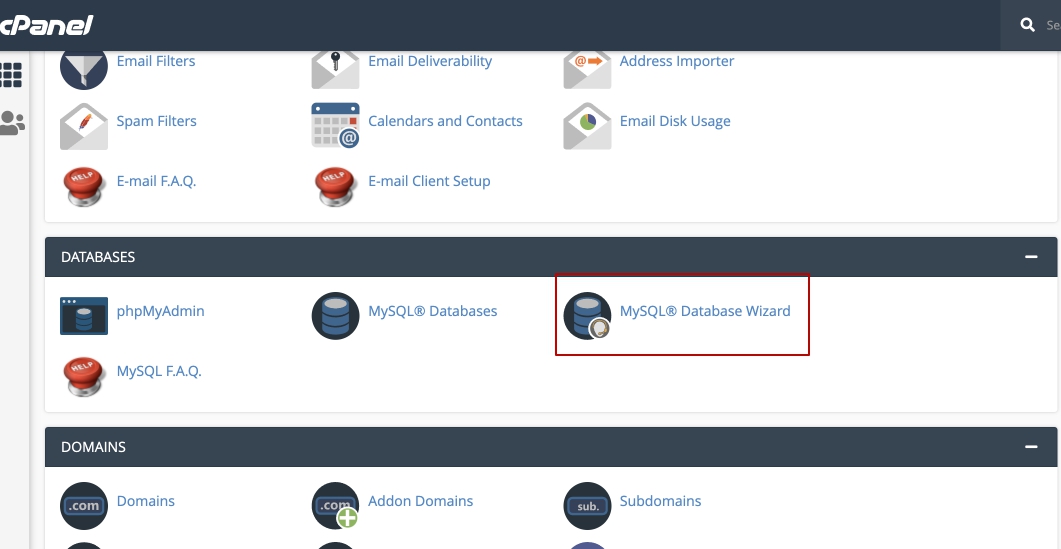 cPanel
Se
Email Filters
Email Deliverability
@
Address Importer
Spam Filters
@
Calendars and Contacts
Email Disk Usage
HELP
E-mail F.A.Q.
HELP
E-mail Client Setup
DATABASES
phpMyAdmin
MySQL® Databases
MySQL® Database Wizard
HELP
MySQL F.A.Q.
DOMAINS
.com
Domains
.com
Addon Domains
sub.
Subdomains